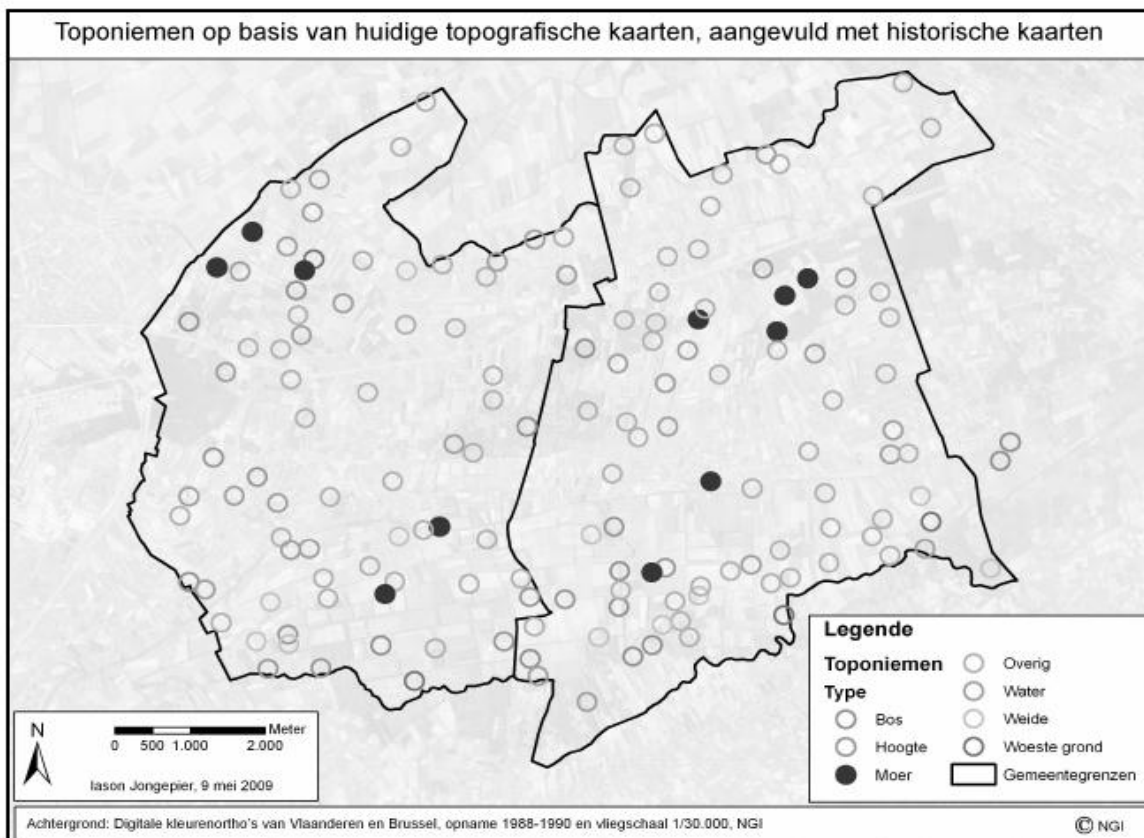 Toponiemen op basis van huidige topografische kaarten, aangevuld met historische kaarten
Legende
Toponiemen
Type
Bos
Hoogte
Moer
Overig
Water
Weide
Woeste grond
Gemeentegrenzen
N
Meter
0 500 1.000 2.000
Iason Jongepier, 9 mei 2009
Achtergrond: Digitale kleurenortho's van Vlaanderen en Brussel, opname 1988-1990 en vliegschaal 1/30.000, NGI
© NGI